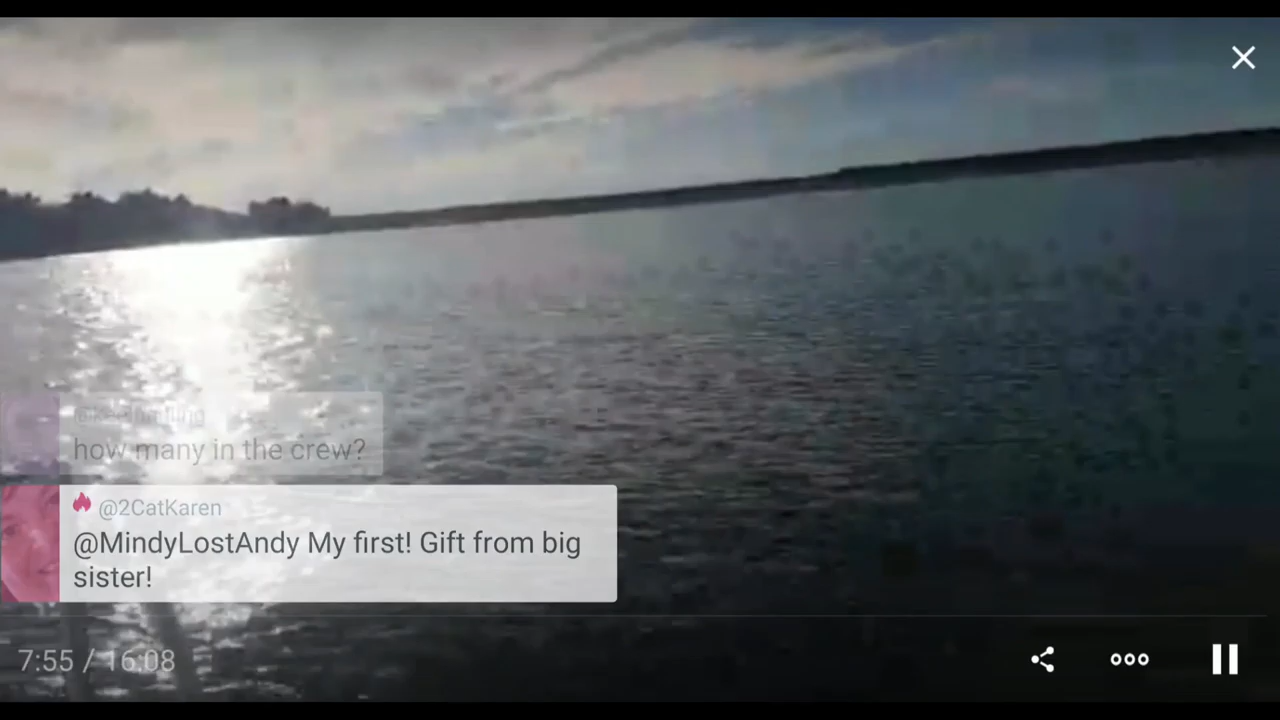 how many in the crew?
@2CatKaren
@MindyLostAndy My first! Gift from big
sister!
7:55 / 16:08